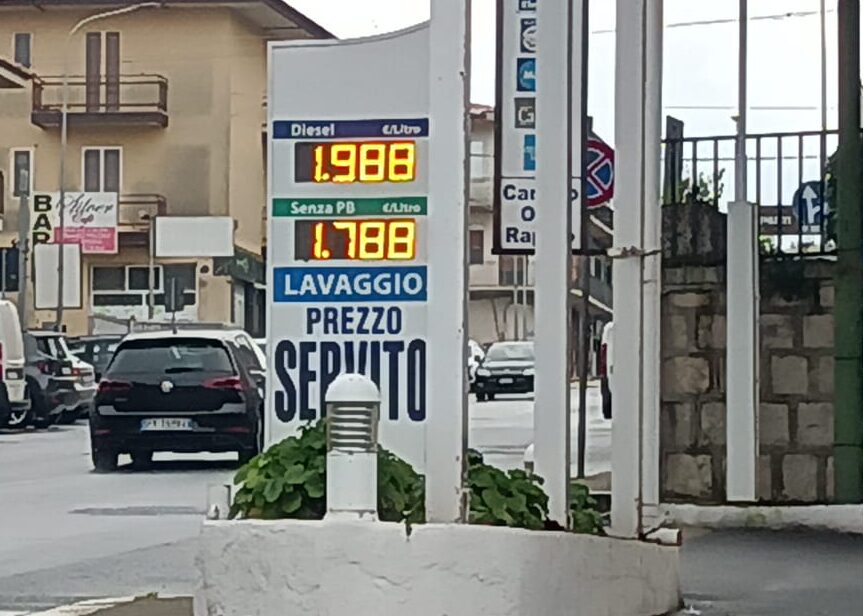 Diesel €/Litro
1.988
Senza PB €/Litro
1.788
LAVAGGIO
PREZZO
SERVITO
BAR